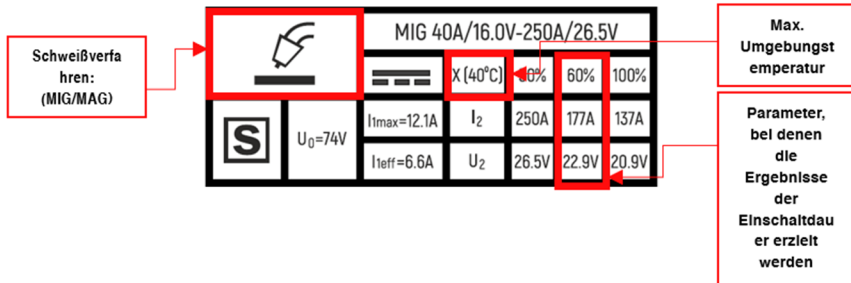 Schweißverfa
hren:
(MIG/MAG)
MIG 40A/16.0V-250A/26.5V
X (40°C) 60% 100%
S U0=74V I1max=12.1A I2 250A 177A 137A
I1eff=6.6A U2 26.5V 22.9V 20.9V
Max.
Umgebungst
emperatur
Parameter,
bei denen
die
Ergebnisse
der
Einschaltdau
er erzielt
werden